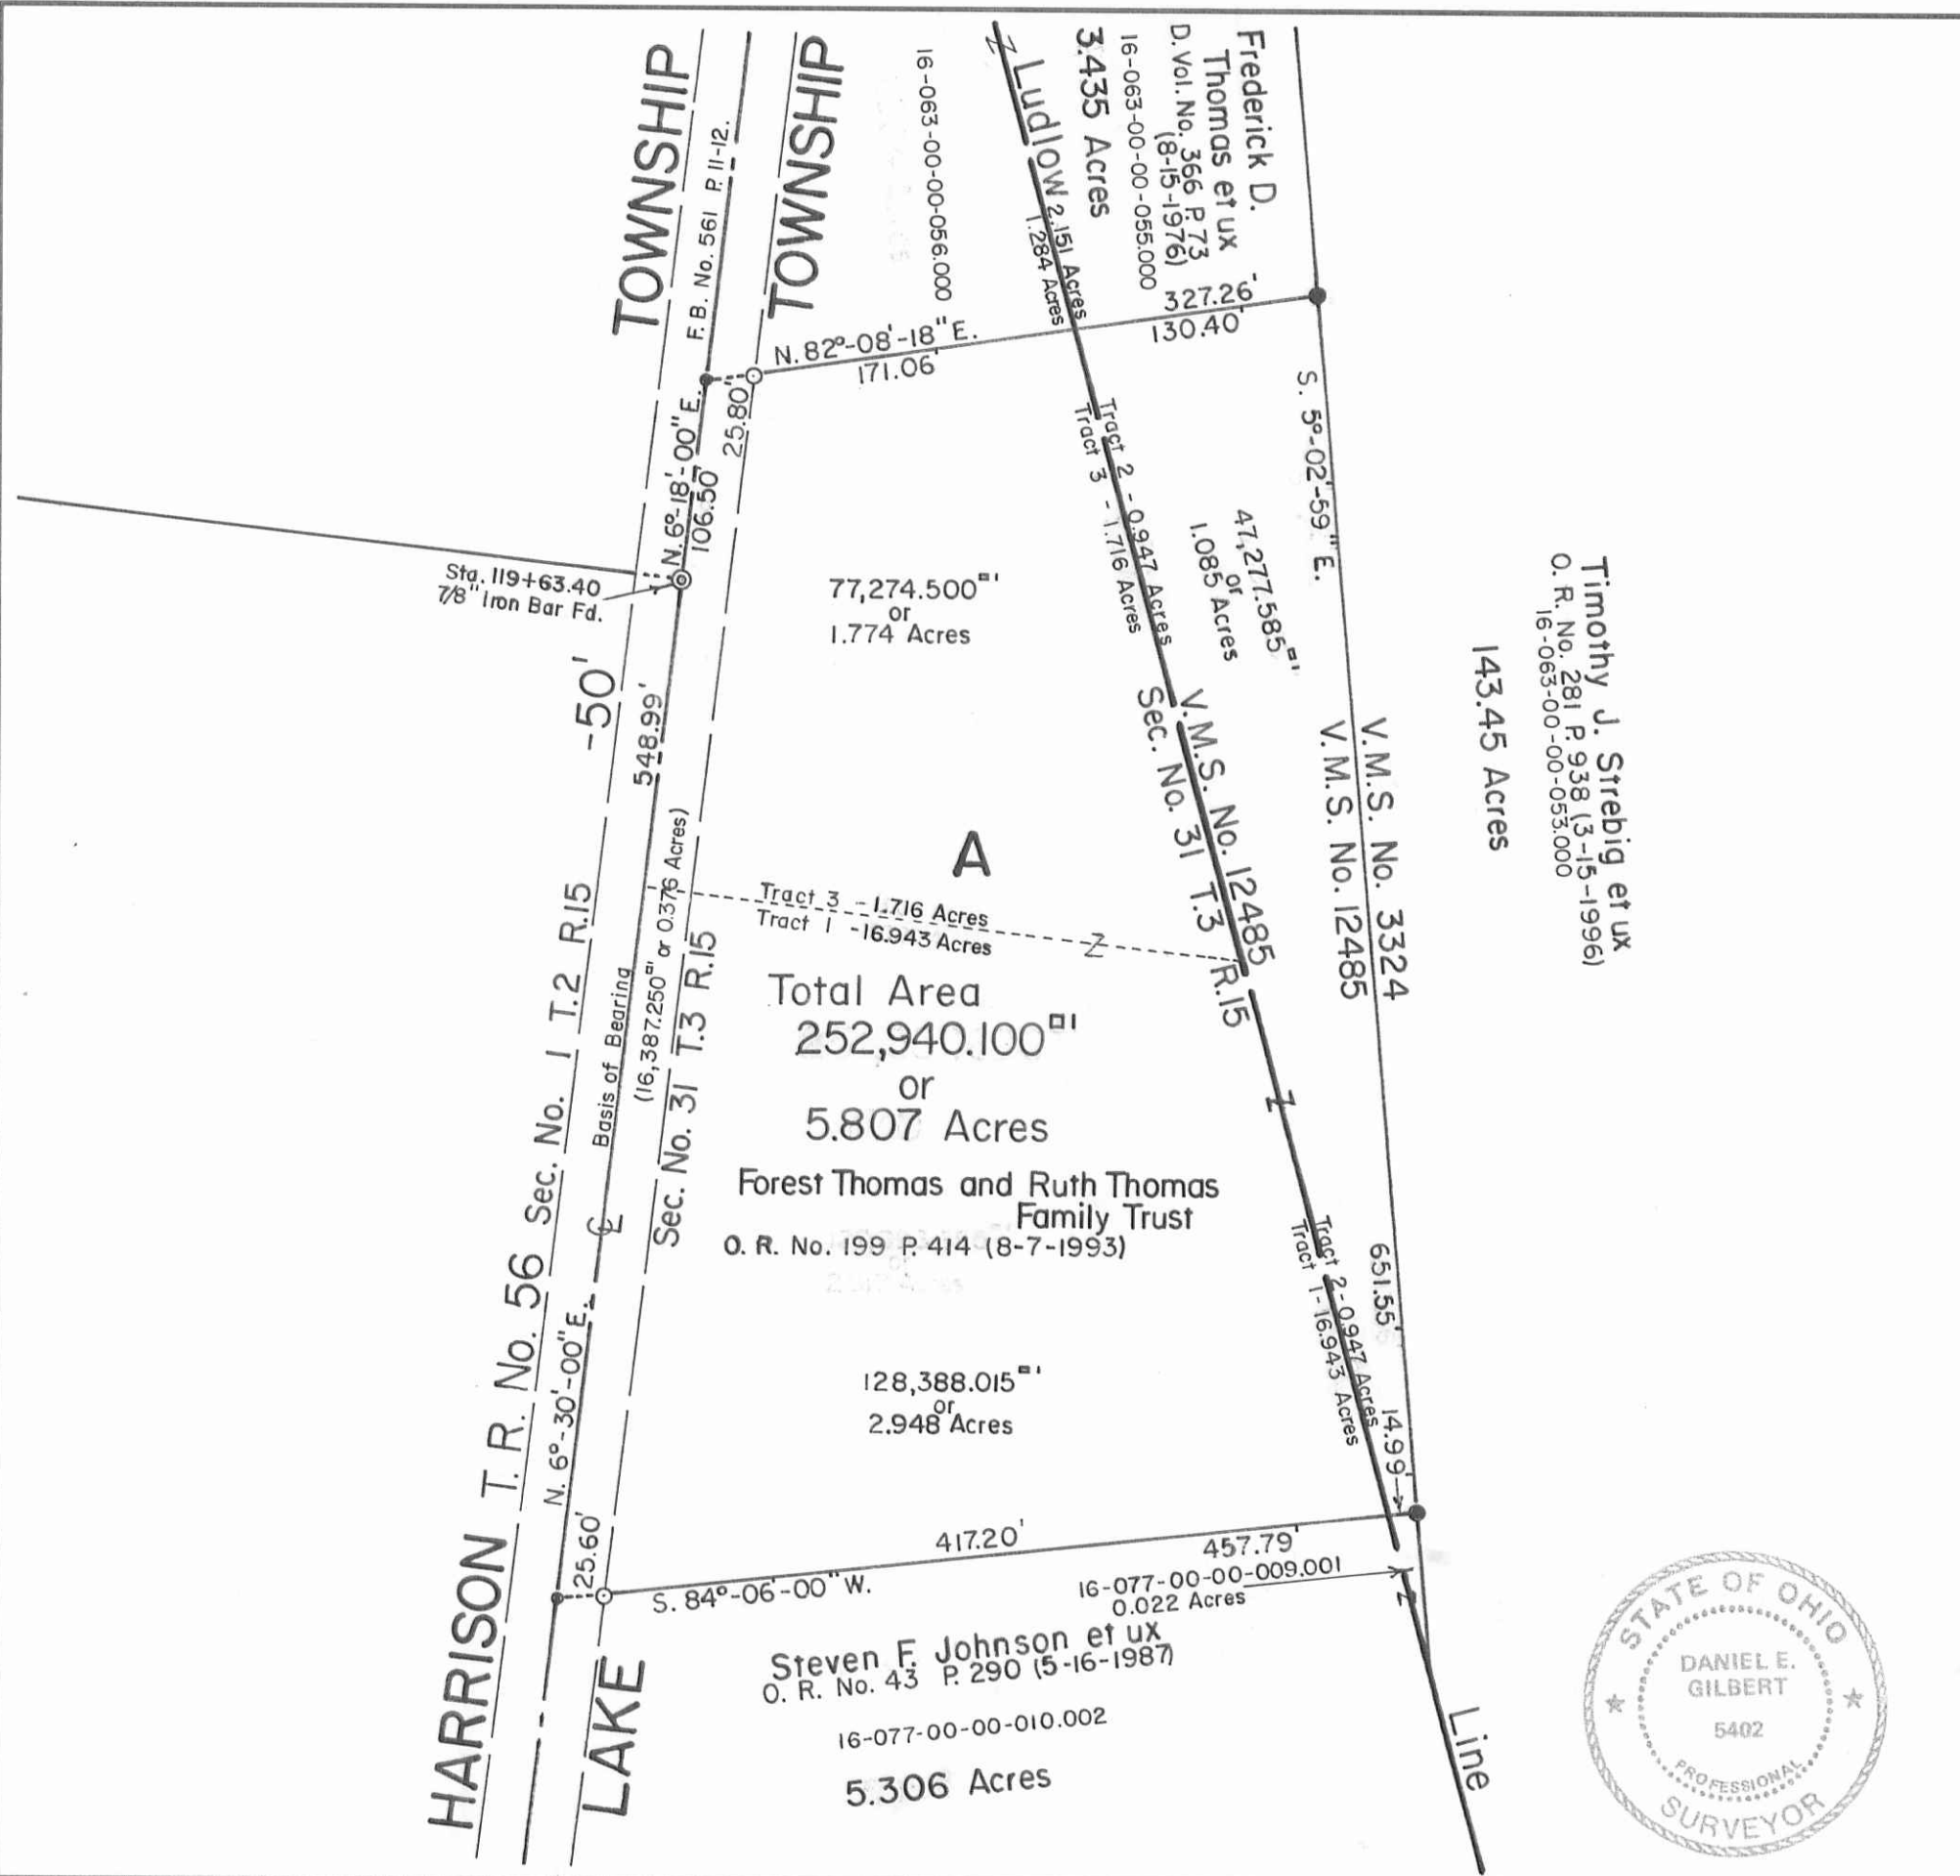 TOWNSHIP
F.B. No. 561 P. 11-12.
TOWNSHIP
16-063-00-00-056.000
Ludlow
2.151 Acres
1.284 Acres
3.435 Acres
16-063-00-00-055.000
Frederick D.
Thomas et ux
D. Vol. No. 366 P. 73
(8-15-1976)
327.26'
130.40'
N. 82°-08'-18" E.
171.06'
25.80'
N. 6°-18'-00" E.
106.50'
Sta. 119+63.40
7/8" Iron Bar Fd.
-50'
548.99'
77,274.500□'
or
1.774 Acres
Tract 2 - 0.947 Acres
Tract 3 - 1.716 Acres
47,277.585□'
or
1.085 Acres
S. 5°-02'-59" E.
Timothy J. Strebig et ux
O. R. No. 281 P. 938 (3-15-1996)
16-063-00-00-053.000
143.45 Acres
V.M.S. No. 3324
V.M.S. No. 12485
V.M.S. No. 12485
Sec. No. 31 T.3 R.15
A
Tract 3 - 1.716 Acres
Tract 1 - 16.943 Acres
Basis of Bearing
(16,387.250□' or 0.376 Acres)
Sec. No. 31 T.3 R.15
Total Area
252,940.100□'
or
5.807 Acres
Forest Thomas and Ruth Thomas
Family Trust
O. R. No. 199 P. 414 (8-7-1993)
HARRISON T. R. No. 56 Sec. No. 1 T.2 R.15
℄
N. 6°-30'-00" E.
128,388.015□'
or
2.948 Acres
Tract 2 - 0.947 Acres
Tract 1 - 16.943 Acres
651.55'
14.99'
25.60'
417.20'
457.79'
S. 84°-06'-00" W.
16-077-00-00-009.001
0.022 Acres
LAKE
Steven F. Johnson et ux
O. R. No. 43 P. 290 (5-16-1987)
16-077-00-00-010.002
5.306 Acres
Line
STATE OF OHIO
DANIEL E.
GILBERT
5402
PROFESSIONAL
SURVEYOR